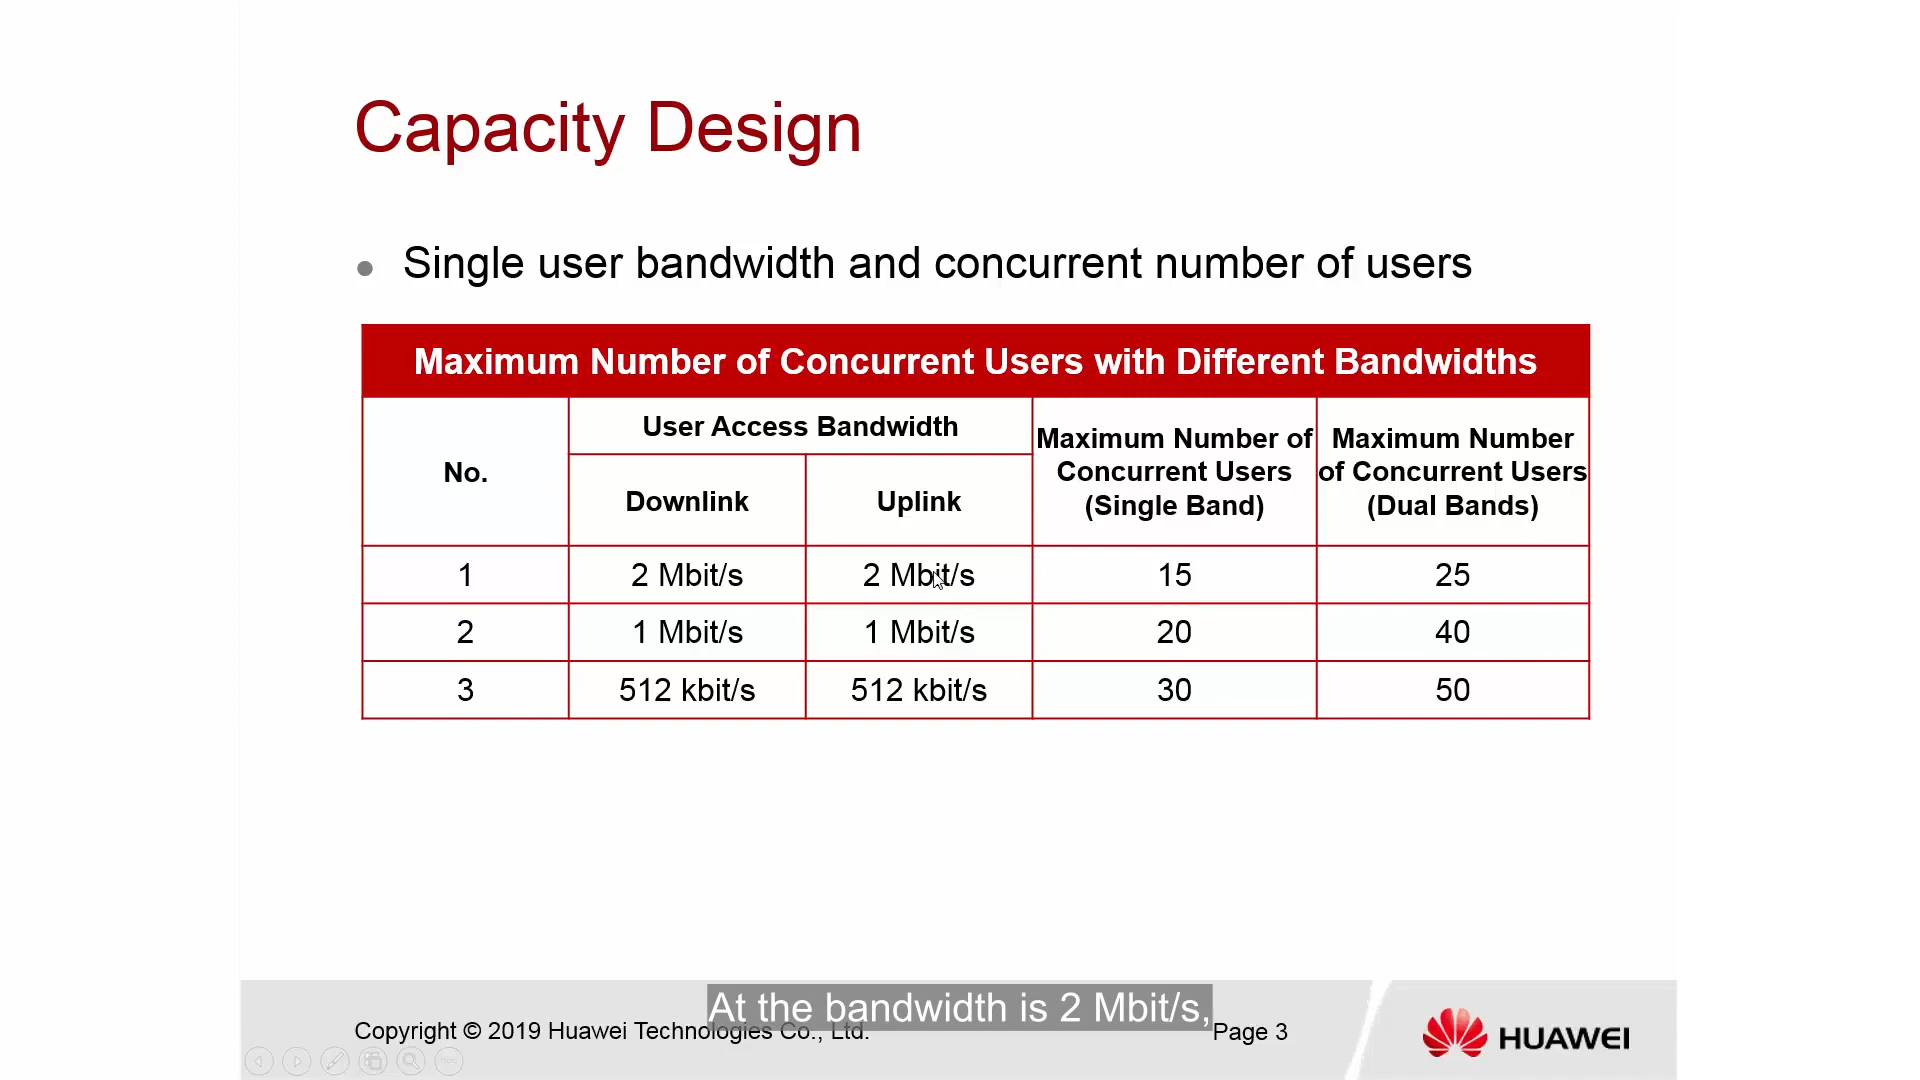 Capacity Design
• Single user bandwidth and concurrent number of users
Maximum Number of Concurrent Users with Different Bandwidths
No.
User Access Bandwidth
Downlink
Uplink
Maximum Number of
Concurrent Users
(Single Band)
Maximum Number
of Concurrent Users
(Dual Bands)
1 2 Mbit/s 2 Mbit/s 15 25
2 1 Mbit/s 1 Mbit/s 20 40
3 512 kbit/s 512 kbit/s 30 50
At the bandwidth is 2 Mbit/s,
Copyright © 2019 Huawei Technologies Co., Ltd.
Page 3
HUAWEI